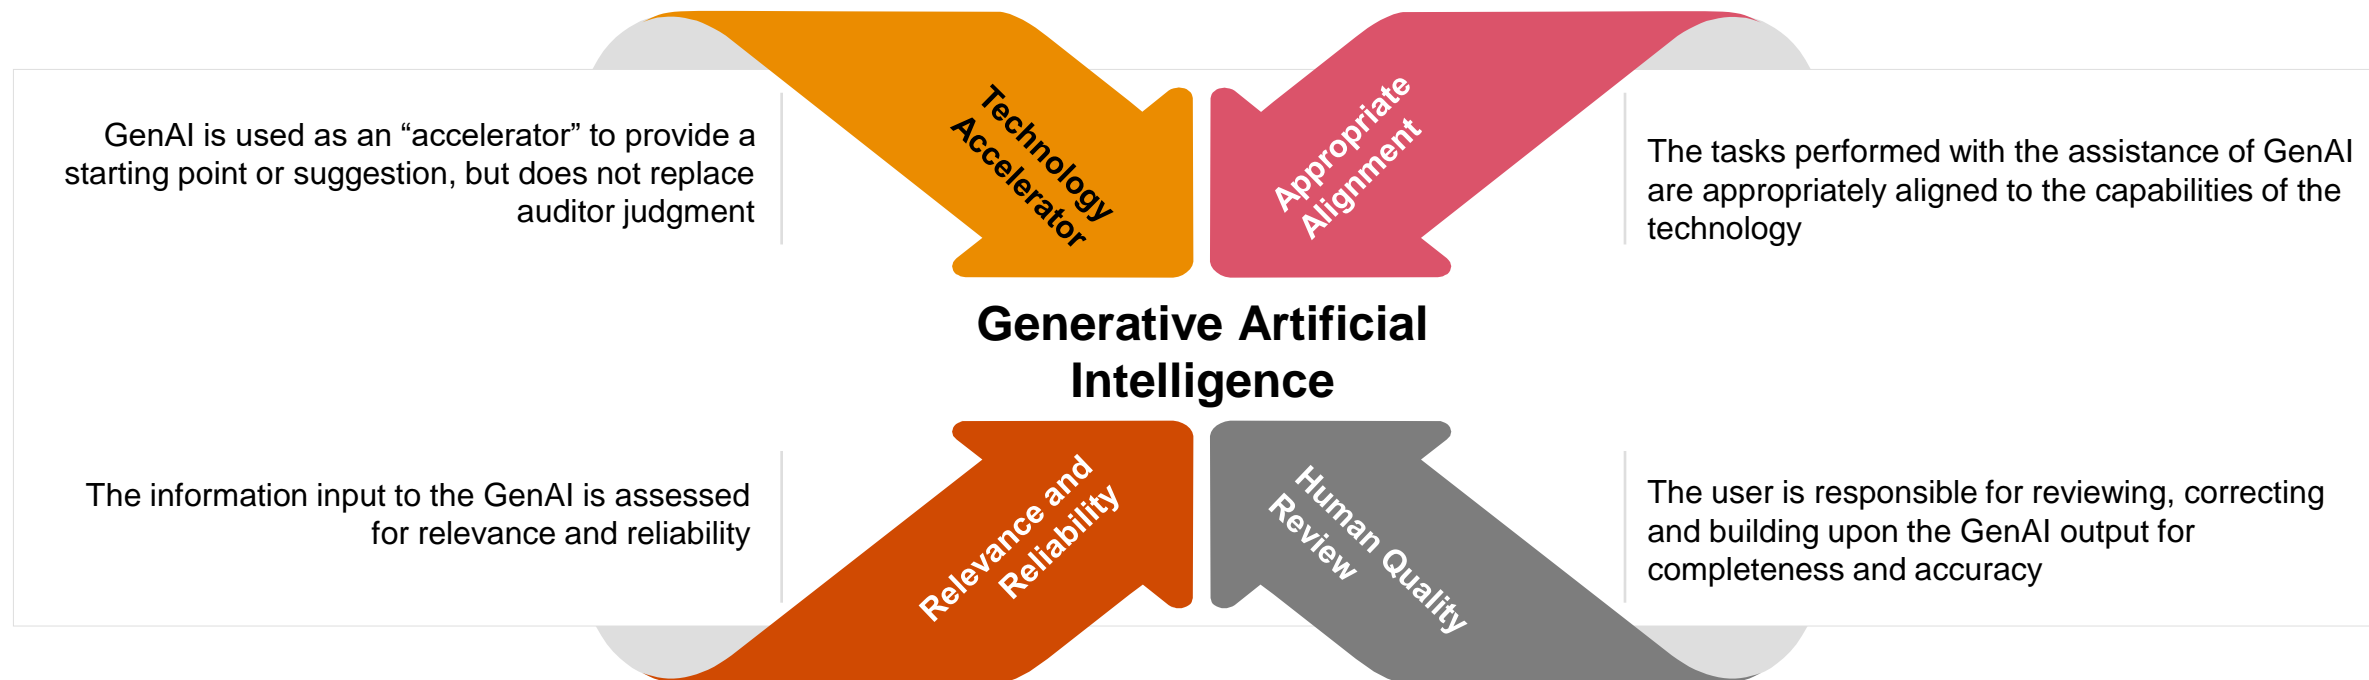 GenAI is used as an “accelerator” to provide a
starting point or suggestion, but does not replace
auditor judgment
Technology
Accelerator
Appropriate
Alignment
The tasks performed with the assistance of GenAI
are appropriately aligned to the capabilities of the
technology
Generative Artificial
Intelligence
The information input to the GenAI is assessed
for relevance and reliability
Relevance and
Reliability
Human Quality
Review
The user is responsible for reviewing, correcting
and building upon the GenAI output for
completeness and accuracy